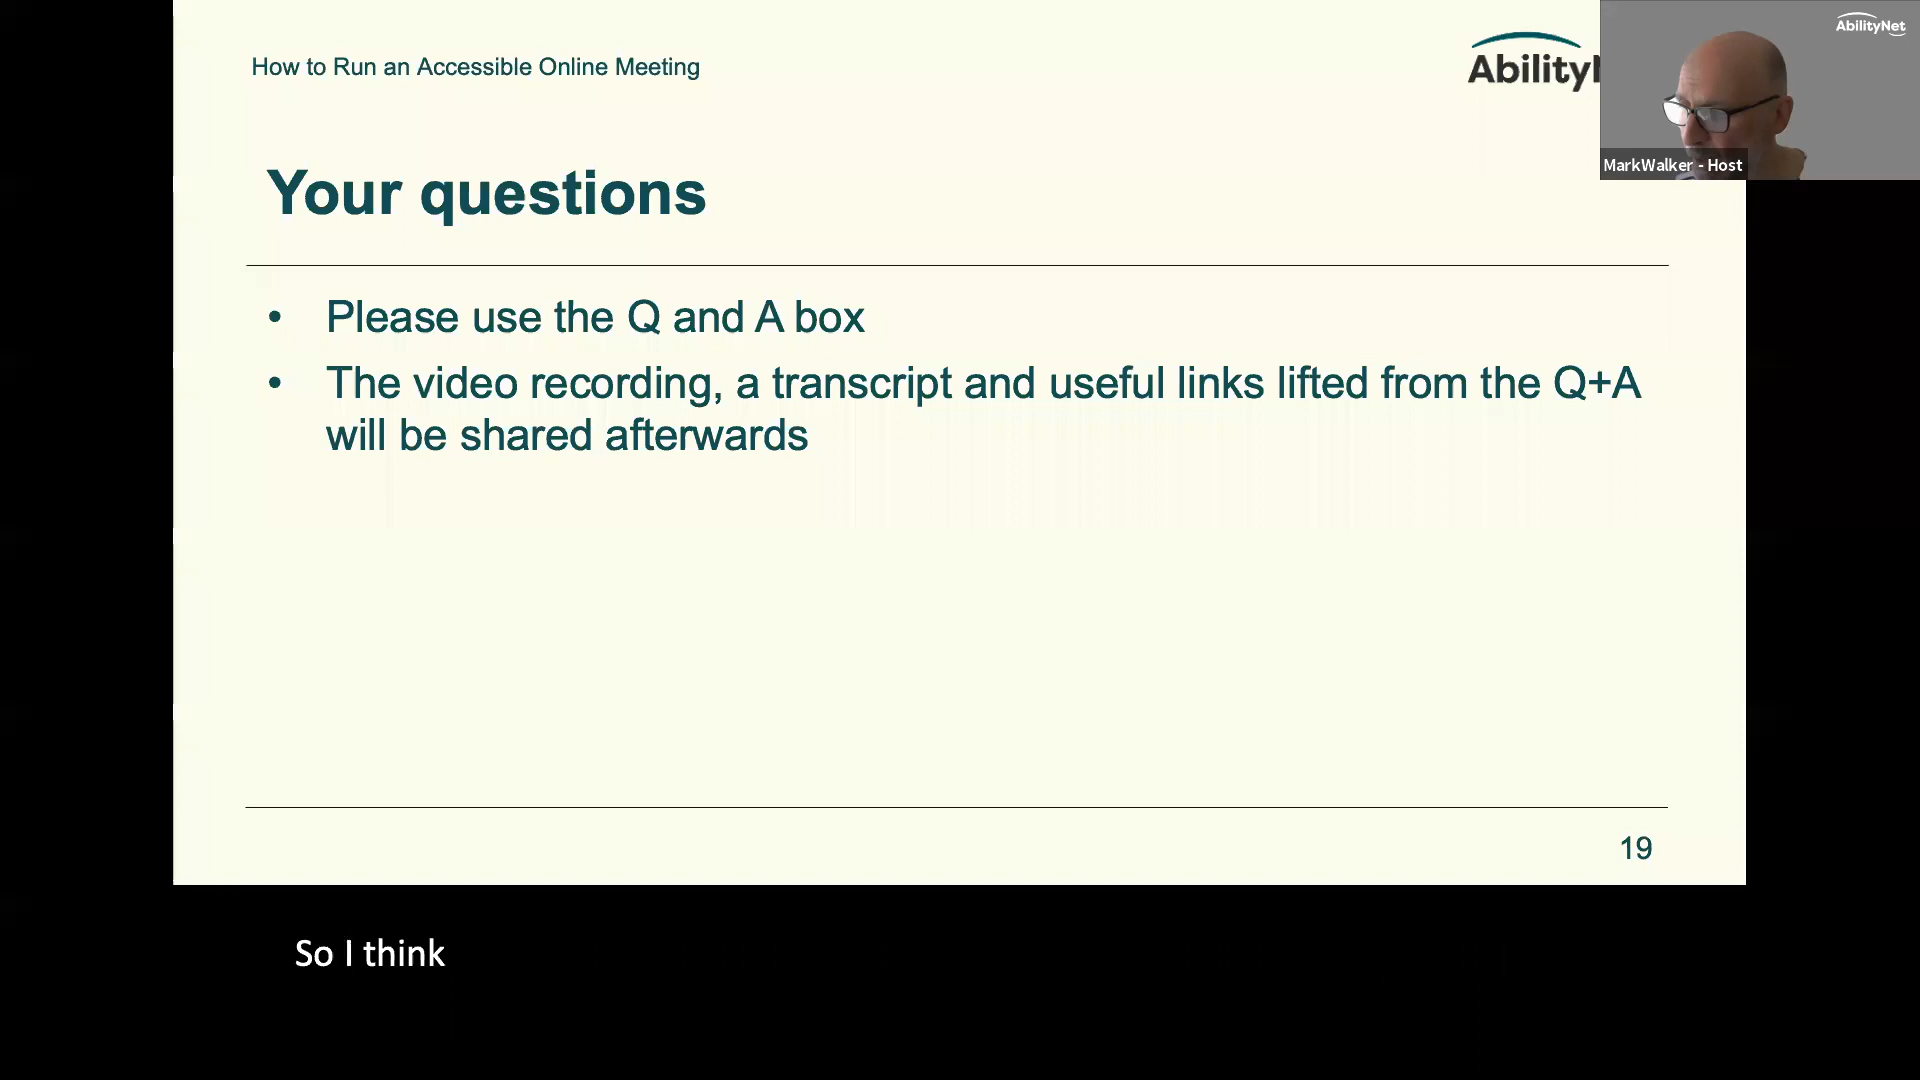 How to Run an Accessible Online Meeting
AbilityN
AbilityNet
MarkWalker - Host
Your questions
• Please use the Q and A box
• The video recording, a transcript and useful links lifted from the Q+A
will be shared afterwards
19
So I think